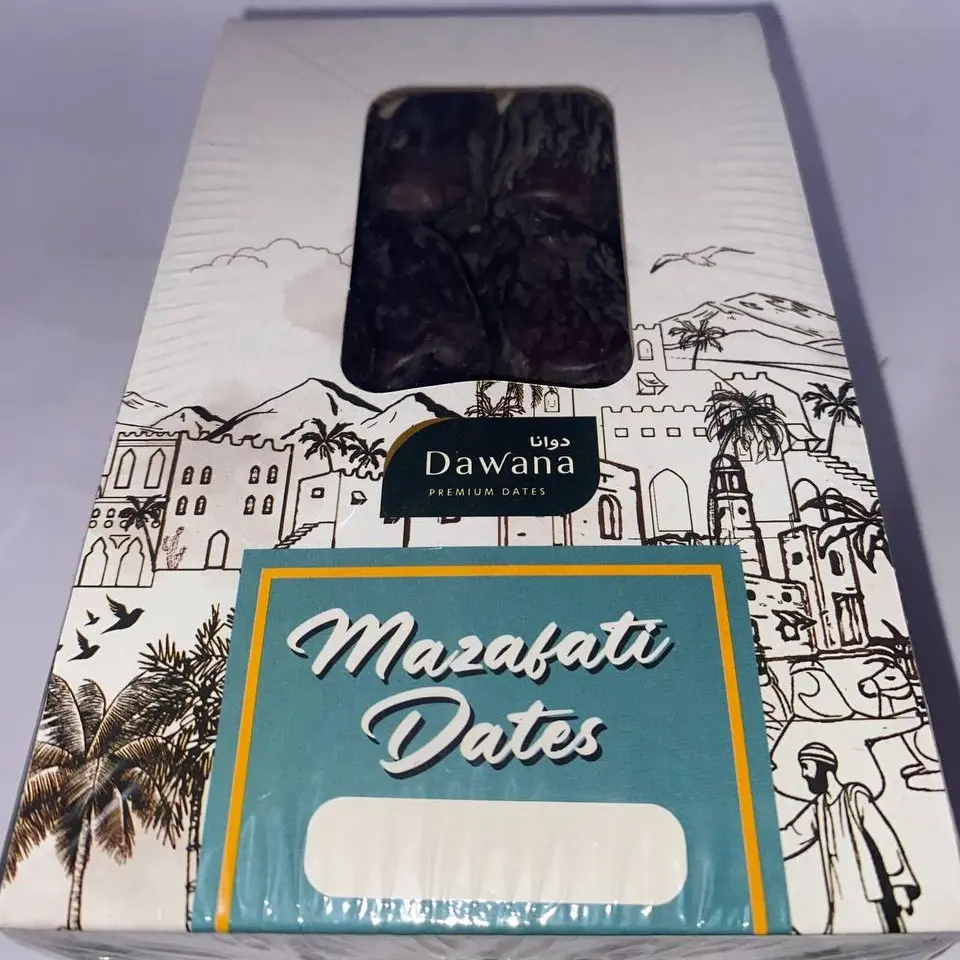 دوانا
Dawana
PREMIUM DATES
Mazafati
Dates